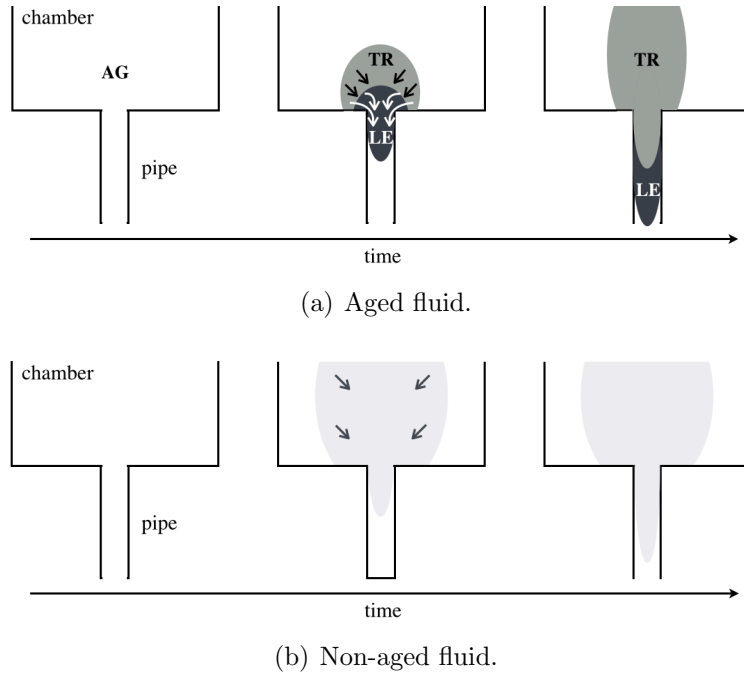 chamber
AG
TR
TR
LE
LE
pipe
time
(a) Aged fluid.
chamber
pipe
time
(b) Non-aged fluid.